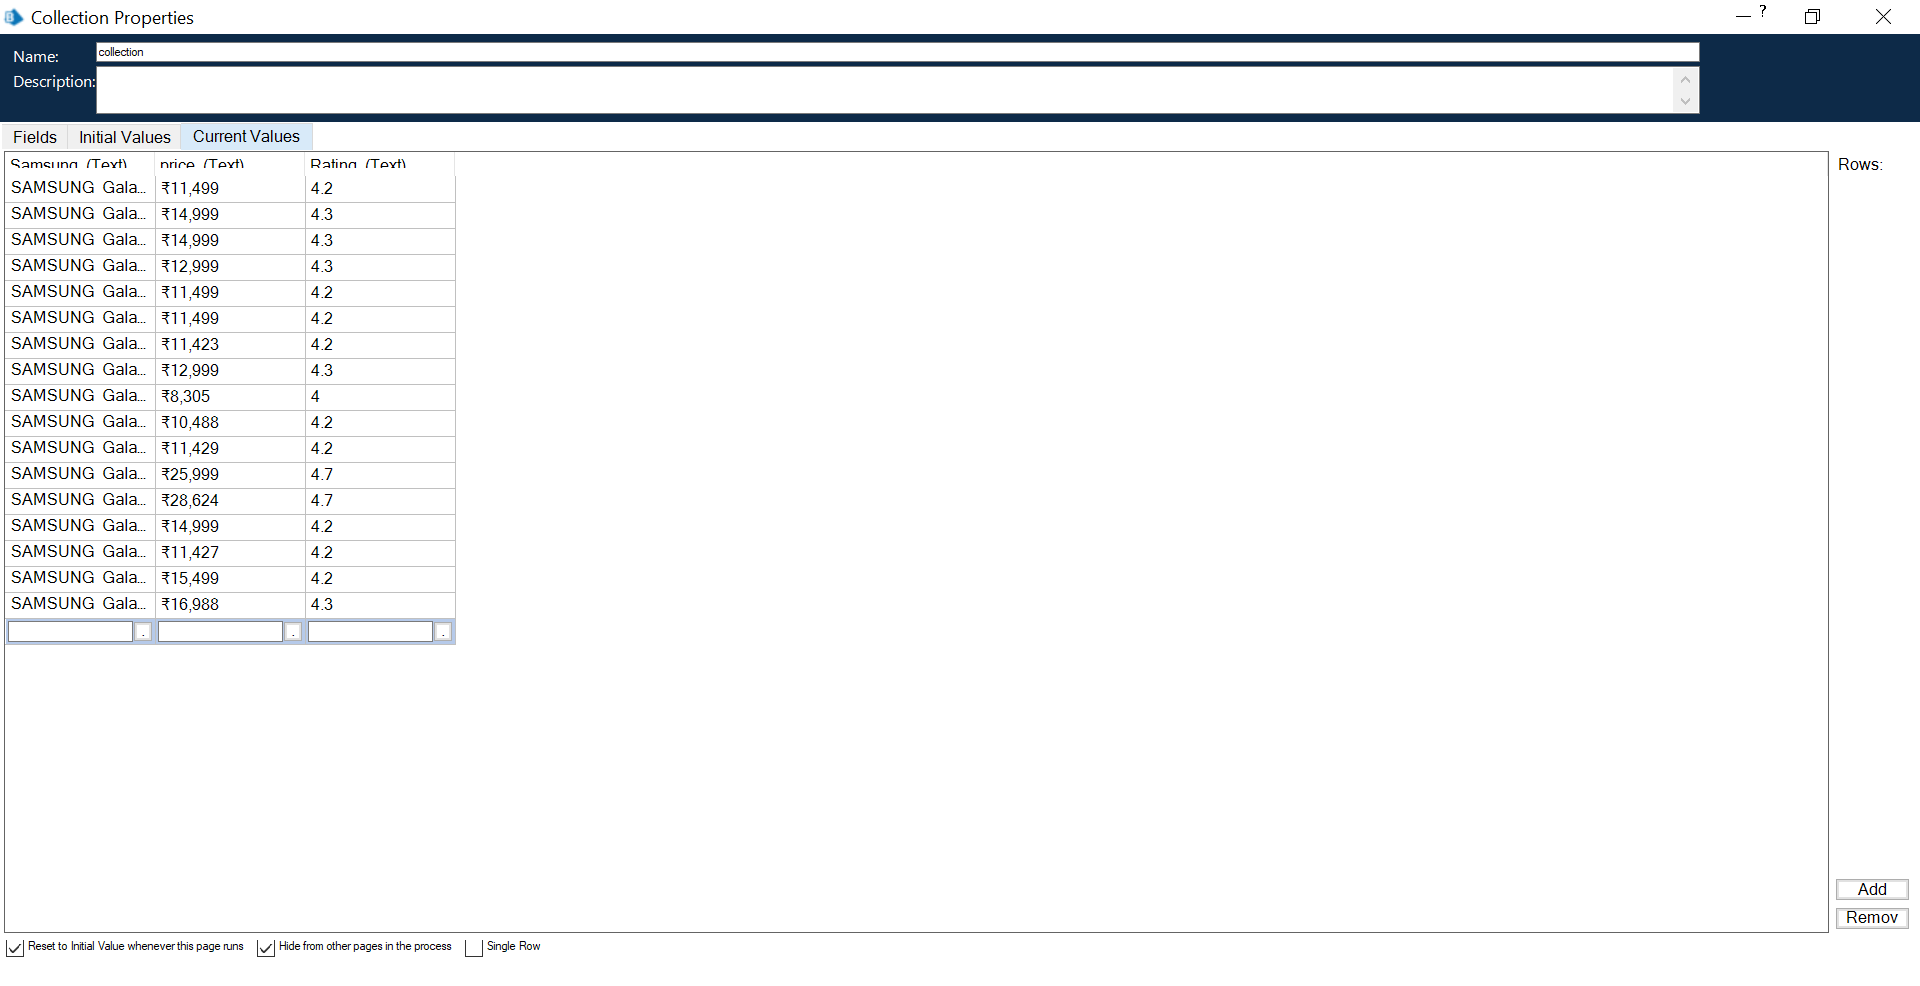 Collection Properties
?
Name: collection
Description:
Fields Initial Values Current Values
Samsung (Text) price (Text) Rating (Text) Rows:
SAMSUNG Gala... ₹11,499 4.2
SAMSUNG Gala... ₹14,999 4.3
SAMSUNG Gala... ₹14,999 4.3
SAMSUNG Gala... ₹12,999 4.3
SAMSUNG Gala... ₹11,499 4.2
SAMSUNG Gala... ₹11,499 4.2
SAMSUNG Gala... ₹11,423 4.2
SAMSUNG Gala... ₹12,999 4.3
SAMSUNG Gala... ₹8,305 4
SAMSUNG Gala... ₹10,488 4.2
SAMSUNG Gala... ₹11,429 4.2
SAMSUNG Gala... ₹25,999 4.7
SAMSUNG Gala... ₹28,624 4.7
SAMSUNG Gala... ₹14,999 4.2
SAMSUNG Gala... ₹11,427 4.2
SAMSUNG Gala... ₹15,499 4.2
SAMSUNG Gala... ₹16,988 4.3
. . .
Add
Remov
Reset to Initial Value whenever this page runs Hide from other pages in the process Single Row